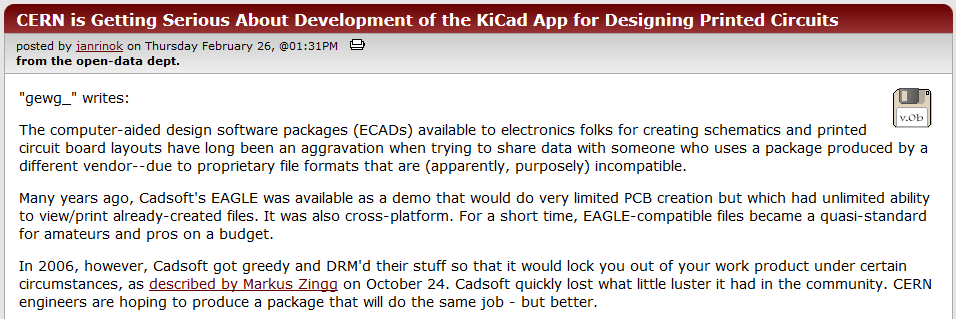 CERN is Getting Serious About Development of the KiCad App for Designing Printed Circuits
posted by janrinok on Thursday February 26, @01:31PM
from the open-data dept.
"gewg_" writes:
v.0b
The computer-aided design software packages (ECADs) available to electronics folks for creating schematics and printed
circuit board layouts have long been an aggravation when trying to share data with someone who uses a package produced by a
different vendor--due to proprietary file formats that are (apparently, purposely) incompatible.
Many years ago, Cadsoft's EAGLE was available as a demo that would do very limited PCB creation but which had unlimited ability
to view/print already-created files. It was also cross-platform. For a short time, EAGLE-compatible files became a quasi-standard
for amateurs and pros on a budget.
In 2006, however, Cadsoft got greedy and DRM'd their stuff so that it would lock you out of your work product under certain
circumstances, as described by Markus Zingg on October 24. Cadsoft quickly lost what little luster it had in the community. CERN
engineers are hoping to produce a package that will do the same job - but better.